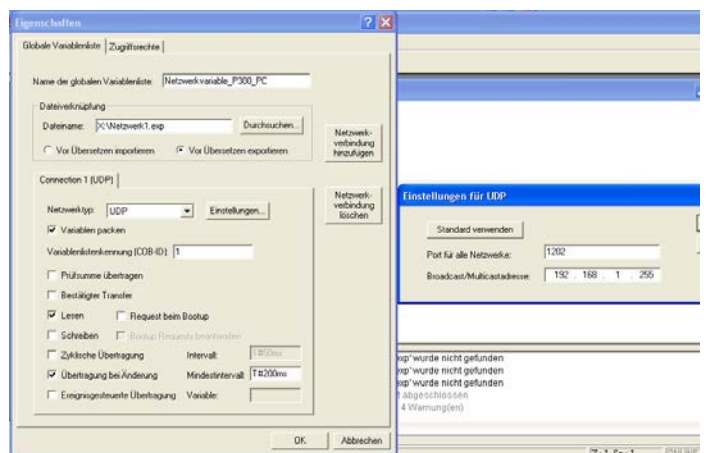 Eigenschaften
Globale Variablenliste Zugriffsrechte
Name der globalen Variablenliste: Netzwerkvariable_P300_PC
Dateiverknüpfung
Dateiname: X:\Netzwerk1.exp Durchsuchen...
Vor Übersetzen importieren Vor Übersetzen exportieren
Netzwerk-
verbindung
hinzufügen
Connection 1 (UDP)
Netzwerk-
verbindung
löschen
Netzwerktyp: UDP Einstellungen...
Variablen packen
Variablenlistenkennung (COB-ID): 1
Prüfsumme übertragen
Bestätigter Transfer
Lesen Request beim Bootup
Schreiben Bootup Requests beantworten
Zyklische Übertragung Intervall: T#50ms
Übertragung bei Änderung Mindestintervall: T#200ms
Ereignisgesteuerte Übertragung Variable:
OK Abbrechen
Einstellungen für UDP
Standard verwenden
Port für alle Netzwerke: 1202
Broadcast/Multicastadresse: 192 . 168 . 1 . 255
exp' wurde nicht gefunden
exp' wurde nicht gefunden
exp' wurde nicht gefunden
abgeschlossen
4 Warnung(en)